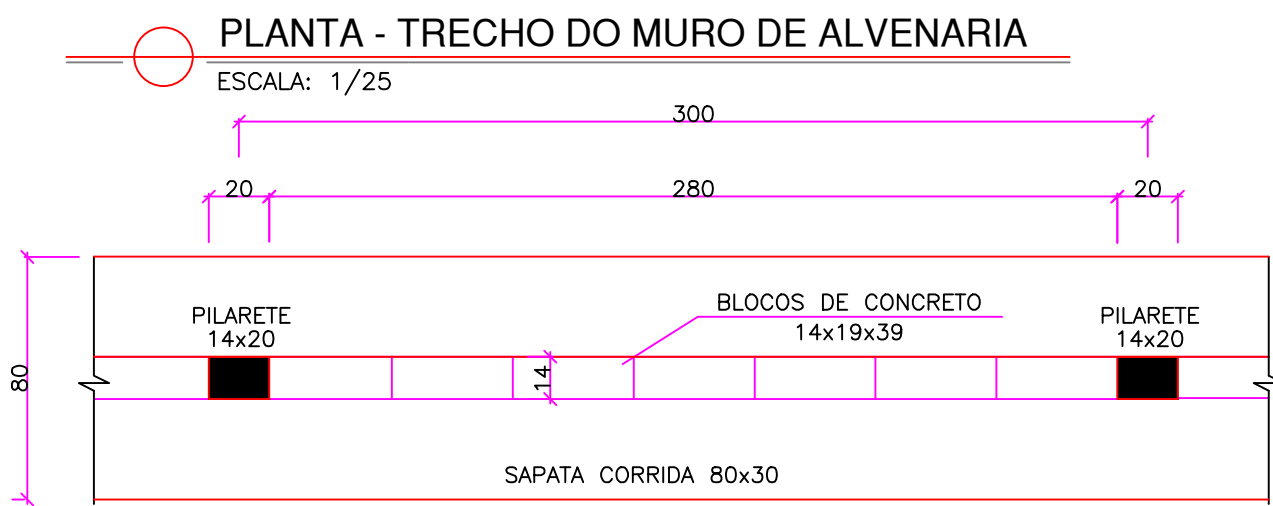 PLANTA - TRECHO DO MURO DE ALVENARIA
ESCALA: 1/25
300
20
280
20
BLOCOS DE CONCRETO
14x19x39
PILARETE
14x20
PILARETE
14x20
80
14
SAPATA CORRIDA 80x30